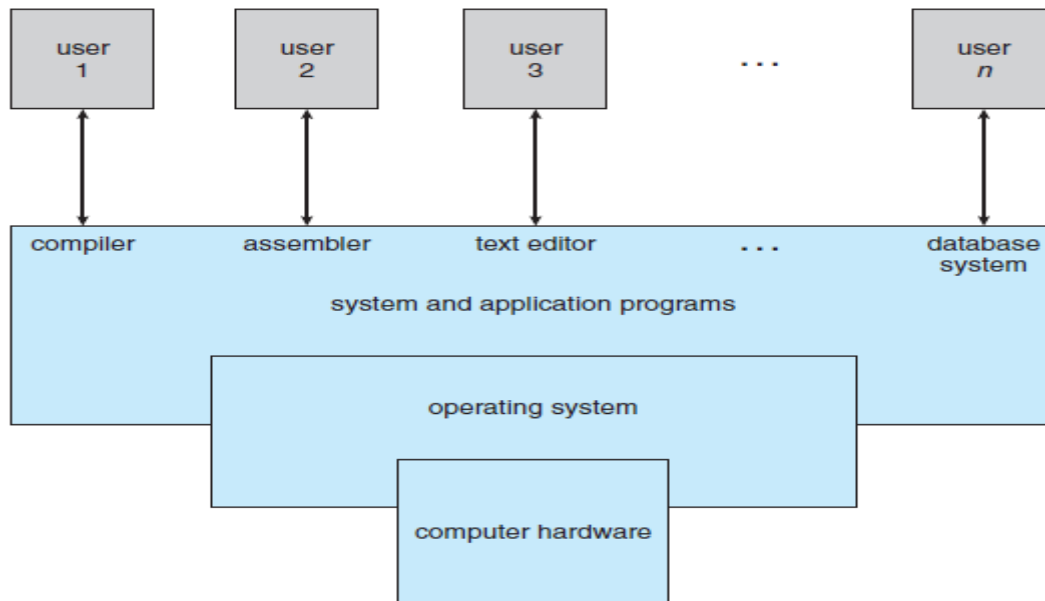 user
1
user
2
user
3
...
user
n
compiler
assembler
text editor
...
database
system
system and application programs
operating system
computer hardware